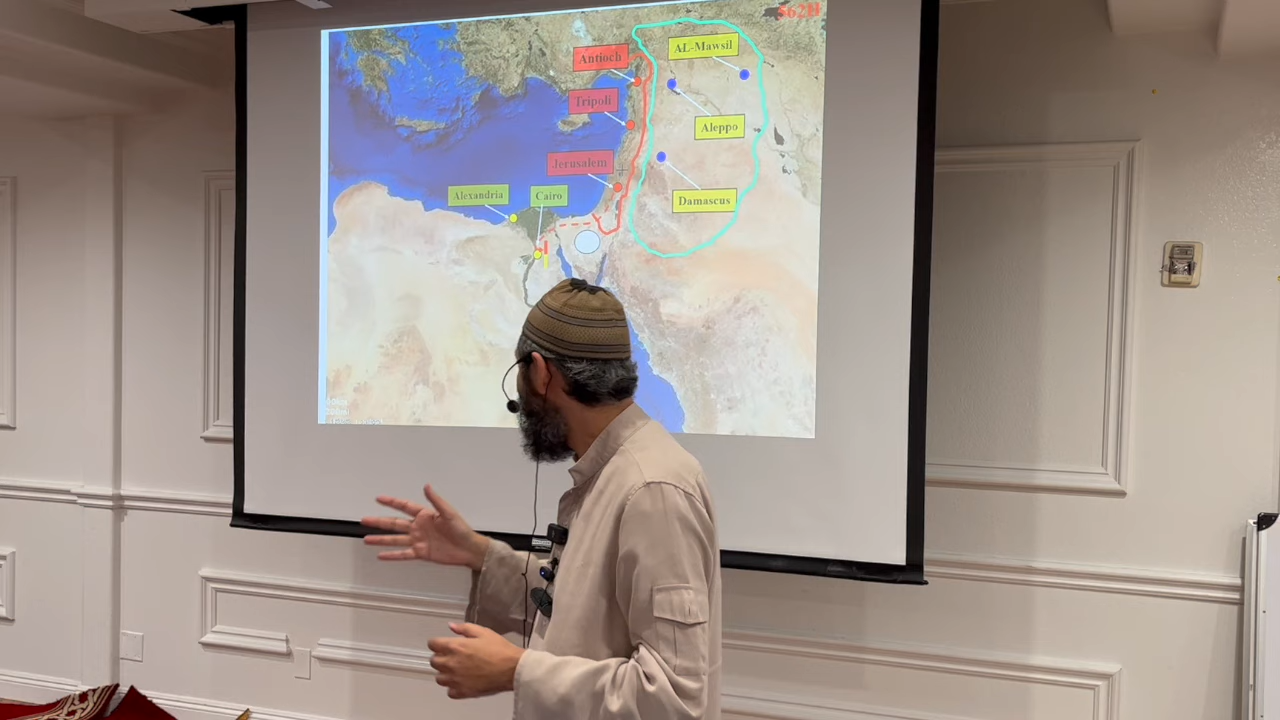 562H
AL-Mawsil
Antioch
Tripoli
Aleppo
Jerusalem
Alexandria
Cairo
Damascus